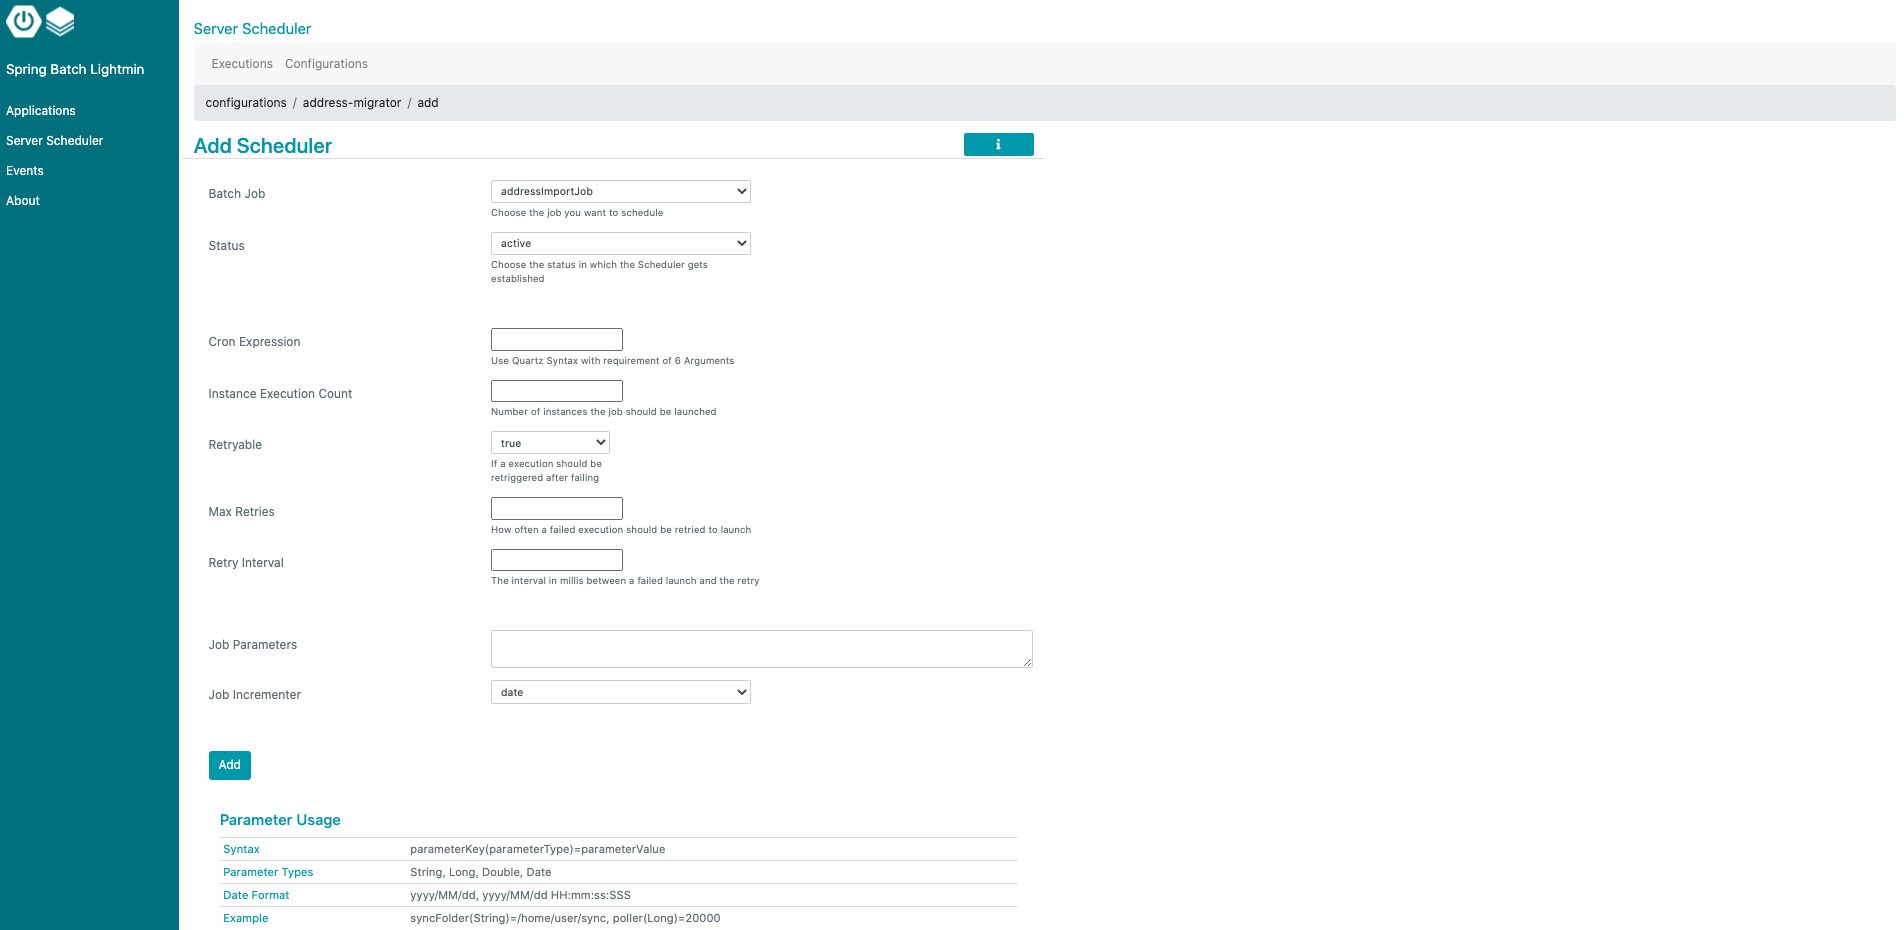 Spring Batch Lightmin
Applications
Server Scheduler
Events
About
Server Scheduler
Executions Configurations
configurations / address-migrator / add
Add Scheduler
i
Batch Job addressImportJob
Choose the job you want to schedule
Status active
Choose the status in which the Scheduler gets
established
Cron Expression
Use Quartz Syntax with requirement of 6 Arguments
Instance Execution Count
Number of instances the job should be launched
Retryable true
If a execution should be
retriggered after failing
Max Retries
How often a failed execution should be retried to launch
Retry Interval
The interval in millis between a failed launch and the retry
Job Parameters
Job Incrementer date
Add
Parameter Usage
Syntax parameterKey(parameterType)=parameterValue
Parameter Types String, Long, Double, Date
Date Format yyyy/MM/dd, yyyy/MM/dd HH:mm:ss:SSS
Example syncFolder(String)=/home/user/sync, poller(Long)=20000